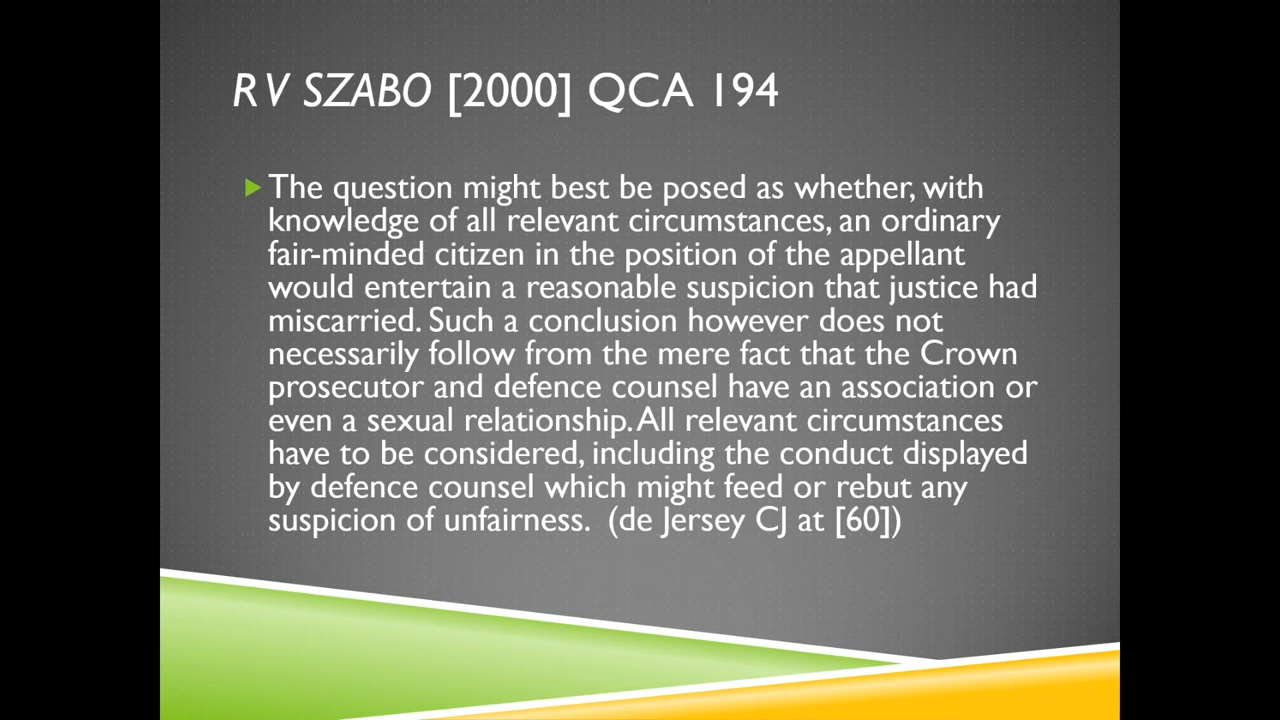 R V SZABO [2000] QCA 194
The question might best be posed as whether, with
knowledge of all relevant circumstances, an ordinary
fair-minded citizen in the position of the appellant
would entertain a reasonable suspicion that justice had
miscarried. Such a conclusion however does not
necessarily follow from the mere fact that the Crown
prosecutor and defence counsel have an association or
even a sexual relationship. All relevant circumstances
have to be considered, including the conduct displayed
by defence counsel which might feed or rebut any
suspicion of unfairness. (de Jersey CJ at [60])